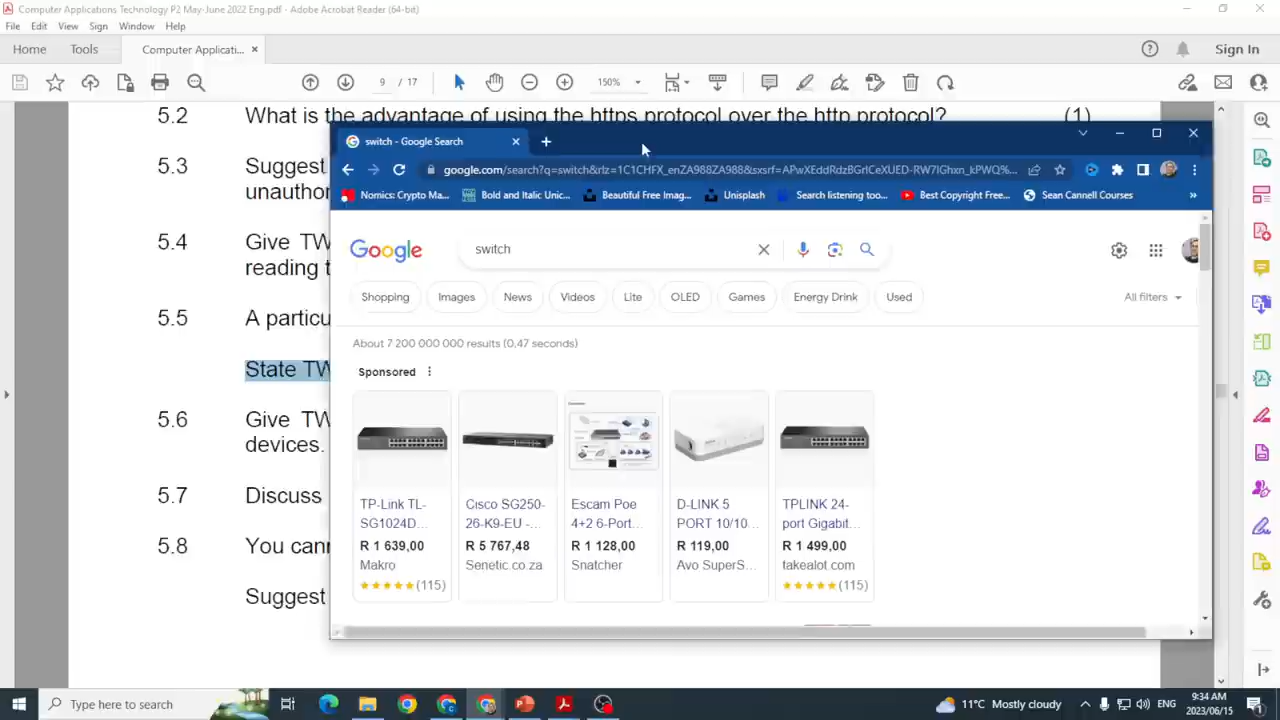 Computer Applications Technology P2 May-June 2022 Eng.pdf - Adobe Acrobat Reader (64-bit)
File Edit View Sign Window Help
Home Tools Computer Applicati... × Sign In
9 / 17 150%
5.2 What is the advantage of using the https protocol over the http protocol? (1)
switch - Google Search
5.3 Suggest
google.com/search?q=switch&rlz=1C1CHFX_enZA988ZA988&sxsrf=APwXEddRdzBGrlCeXUED-RW7lGhxn_kPWQ%...
unauthor
Nomics: Crypto Ma... Bold and Italic Unic... Beautiful Free Imag... Unisplash Search listening too... Best Copyright Free... Sean Cannell Courses »
5.4 Give TW
reading t
Google switch
Shopping Images News Videos Lite OLED Games Energy Drink Used All filters
5.5 A particu
About 7 200 000 000 results (0,47 seconds)
State TW
Sponsored
5.6 Give TW
devices.
5.7 Discuss
TP-Link TL- Cisco SG250- Escam Poe D-LINK 5 TPLINK 24-
SG1024D... 26-K9-EU -... 4+2 6-Port... PORT 10/10... port Gigabit...
R 1 639,00 R 5 767,48 R 1 128,00 R 119,00 R 1 499,00
5.8 You cann
Makro Senetic.co.za Snatcher Avo SuperS... takealot.com
(115) (115)
Suggest
Type here to search 11°C Mostly cloudy ENG 9:34 AM
2023/06/15